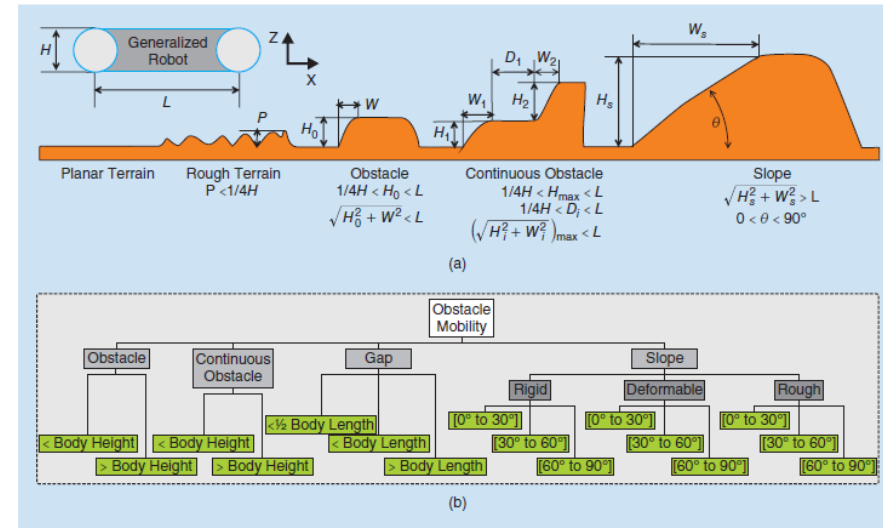 H
Generalized
Robot
Z
X
L
P
H₀
W
W₁
H₁
D₁
W₂
H₂
Wₛ
Hₛ
θ
Planar Terrain
Rough Terrain
P <1/4H
Obstacle
1/4H < H₀ < L
√(H₀² + W²) < L
Continuous Obstacle
1/4H < Hₘₐₓ < L
1/4H < Dᵢ < L
(√(Hᵢ² + Wᵢ²))ₘₐₓ < L
Slope
√(Hₛ² + Wₛ²) > L
0 < θ < 90°
(a)
Obstacle
Mobility
Obstacle
Continuous
Obstacle
Gap
Slope
Rigid
Deformable
Rough
< Body Height
> Body Height
< Body Height
> Body Height
<½ Body Length
< Body Length
> Body Length
[0° to 30°]
[30° to 60°]
[60° to 90°]
[0° to 30°]
[30° to 60°]
[60° to 90°]
[0° to 30°]
[30° to 60°]
[60° to 90°]
(b)